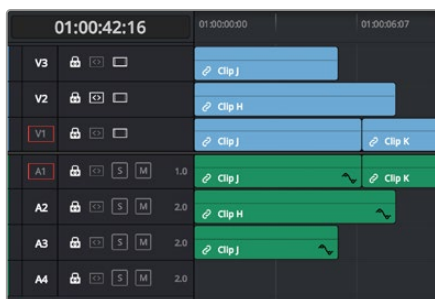 01:00:42:16 01:00:00:00 01:00:06:07
V3 Clip J
V2 Clip H
V1 Clip J Clip K
A1 S M 1.0 Clip J Clip K
A2 S M 2.0 Clip H
A3 S M 2.0 Clip J
A4 S M 2.0